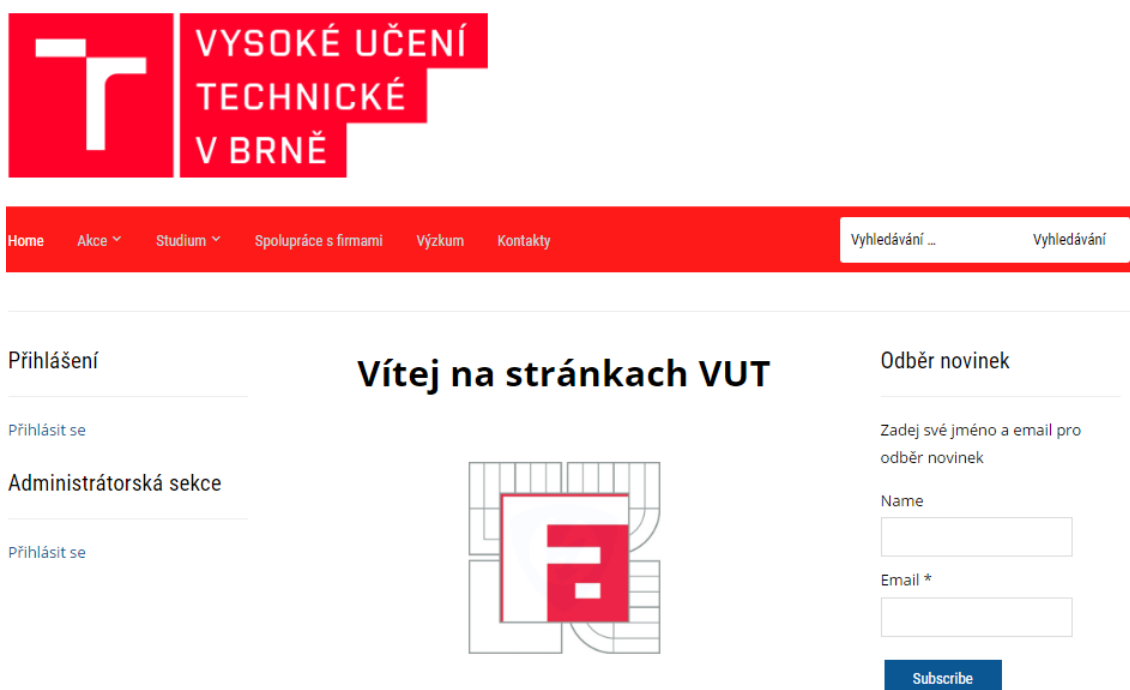 VYSOKÉ UČENÍ
TECHNICKÉ
V BRNĚ
Home Akce Studium Spolupráce s firmami Výzkum Kontakty Vyhledávání ... Vyhledávání
Přihlášení
Přihlásit se
Administrátorská sekce
Přihlásit se
Vítej na stránkach VUT
fa
Odběr novinek
Zadej své jméno a email pro
odběr novinek
Name
Email *
Subscribe